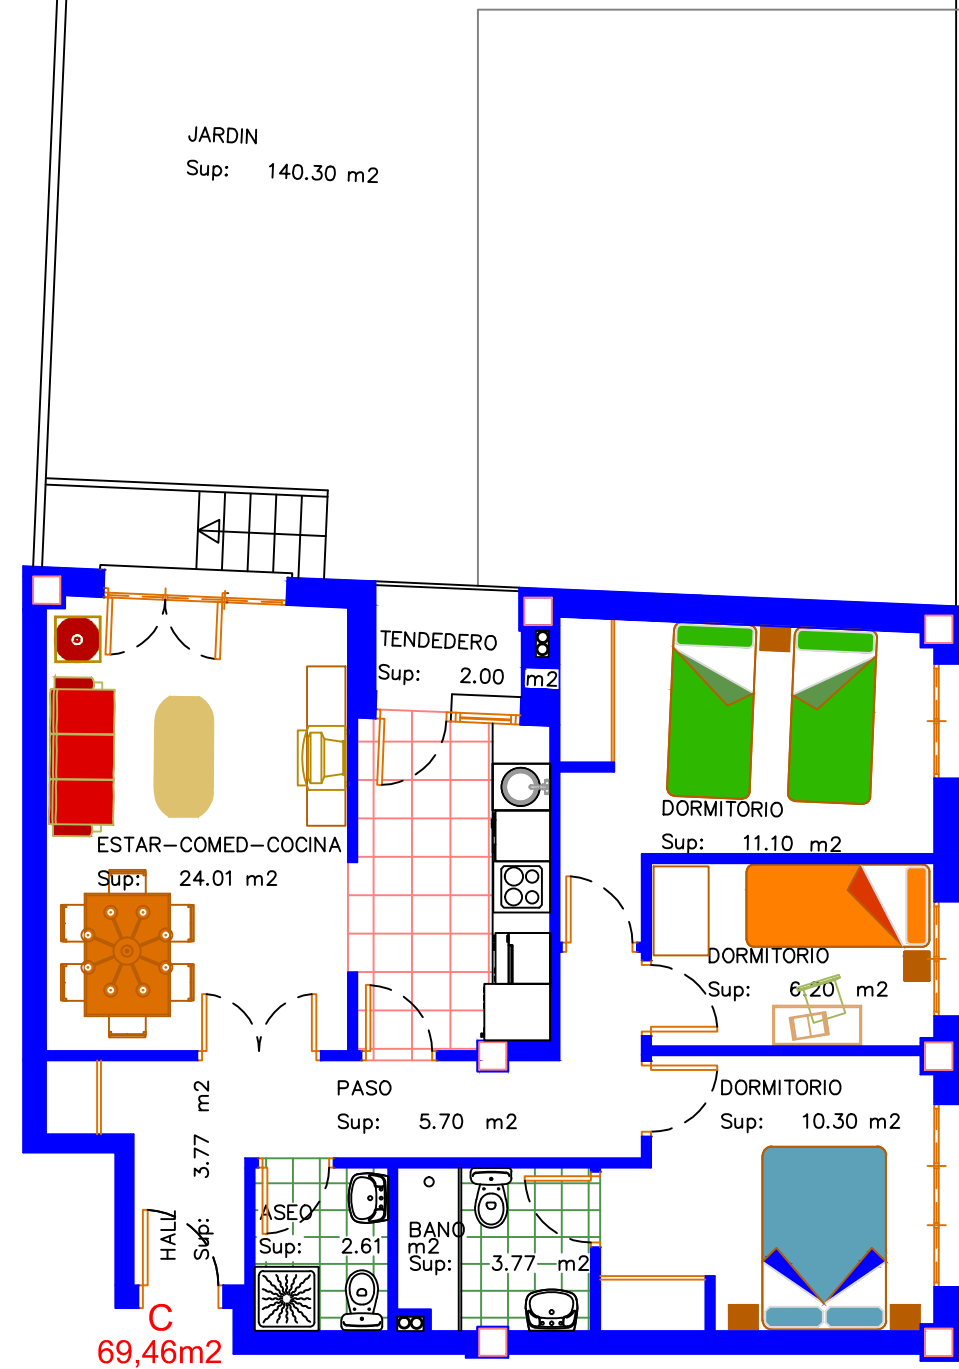 JARDIN
Sup: 140.30 m2
TENDEDERO
Sup: 2.00 m2
DORMITORIO
Sup: 11.10 m2
ESTAR-COMED-COCINA
Sup: 24.01 m2
DORMITORIO
Sup: 6.20 m2
PASO
Sup: 5.70 m2
DORMITORIO
Sup: 10.30 m2
HALL
Sup: 3.77 m2
ASEO
Sup: 2.61 m2
BANO
Sup: 3.77 m2
C
69,46m2